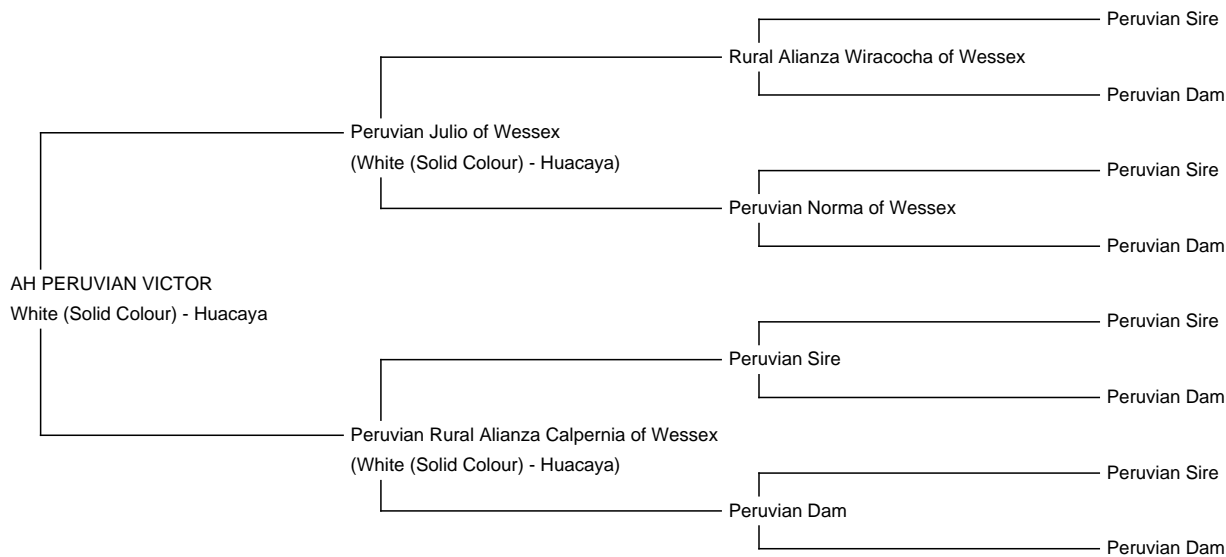 Peruvian Sire
Rural Alianza Wiracocha of Wessex
Peruvian Dam
Peruvian Julio of Wessex
(White (Solid Colour) - Huacaya)
Peruvian Sire
Peruvian Norma of Wessex
Peruvian Dam
AH PERUVIAN VICTOR
White (Solid Colour) - Huacaya
Peruvian Sire
Peruvian Sire
Peruvian Dam
Peruvian Rural Alianza Calpernia of Wessex
(White (Solid Colour) - Huacaya)
Peruvian Sire
Peruvian Dam
Peruvian Dam